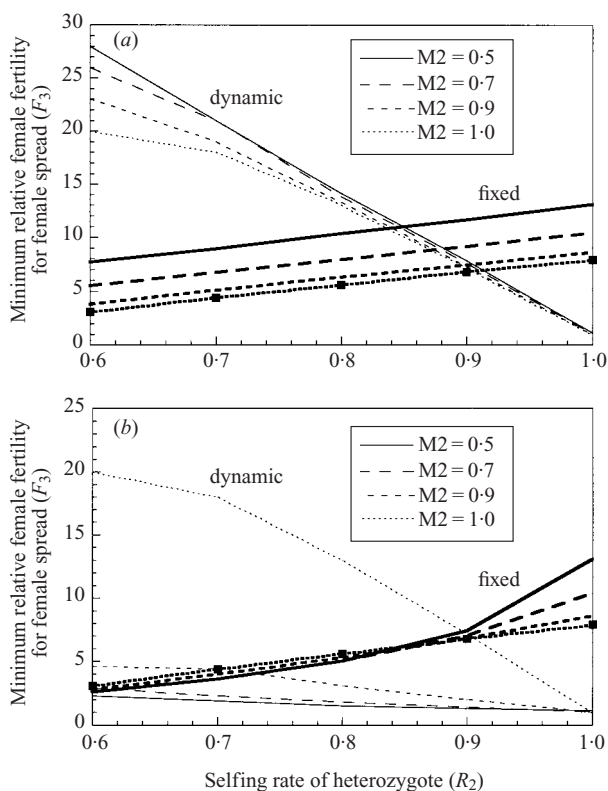 (a)
M2 = 0·5
M2 = 0·7
M2 = 0·9
M2 = 1·0
dynamic
fixed
Minimum relative female fertility
for female spread (F3)
30
25
20
15
10
5
0
0·6
0·7
0·8
0·9
1·0
(b)
M2 = 0·5
M2 = 0·7
M2 = 0·9
M2 = 1·0
dynamic
fixed
Minimum relative female fertility
for female spread (F3)
25
20
15
10
5
0
0·6
0·7
0·8
0·9
1·0
Selfing rate of heterozygote (R2)